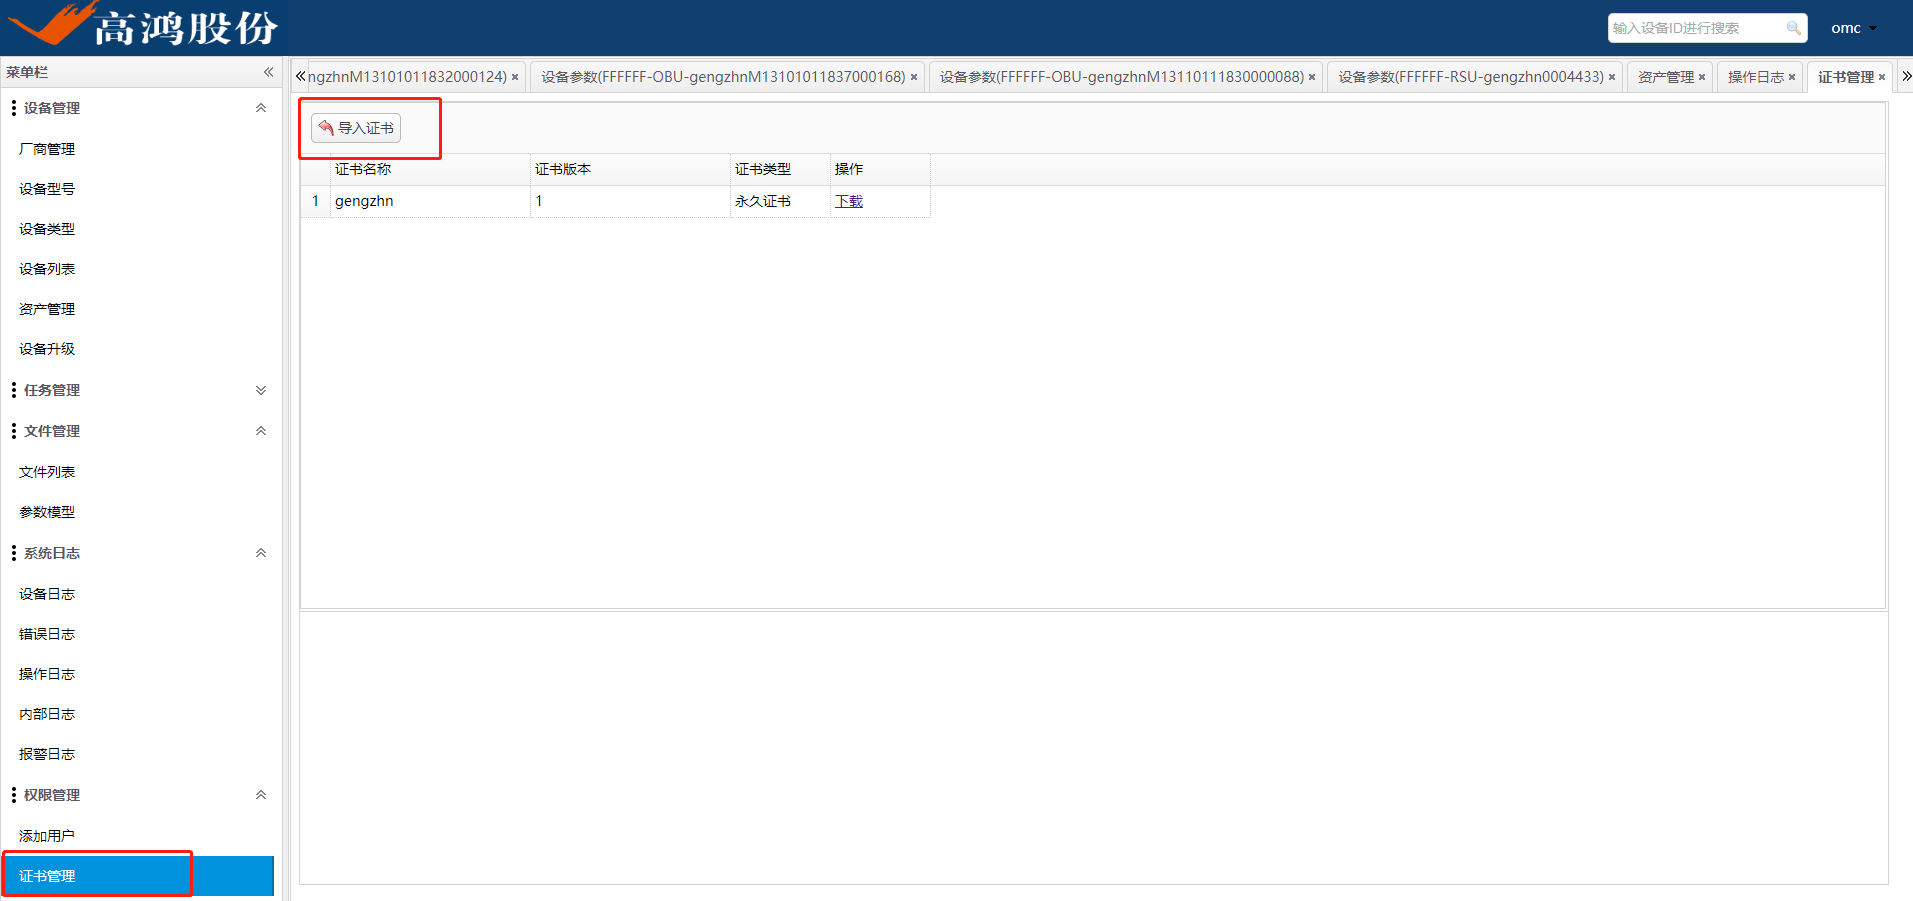 高鸿股份
输入设备ID进行搜索
omc
菜单栏
ngzhnM13101011832000124)
设备参数(FFFFFF-OBU-gengzhnM13101011837000168)
设备参数(FFFFFF-OBU-gengzhnM13110111830000088)
设备参数(FFFFFF-RSU-gengzhn0004433)
资产管理
操作日志
证书管理
设备管理
厂商管理
设备型号
设备类型
设备列表
资产管理
设备升级
任务管理
文件管理
文件列表
参数模型
系统日志
设备日志
错误日志
操作日志
内部日志
报警日志
权限管理
添加用户
证书管理
导入证书
证书名称 证书版本 证书类型 操作
1 gengzhn 1 永久证书 下载